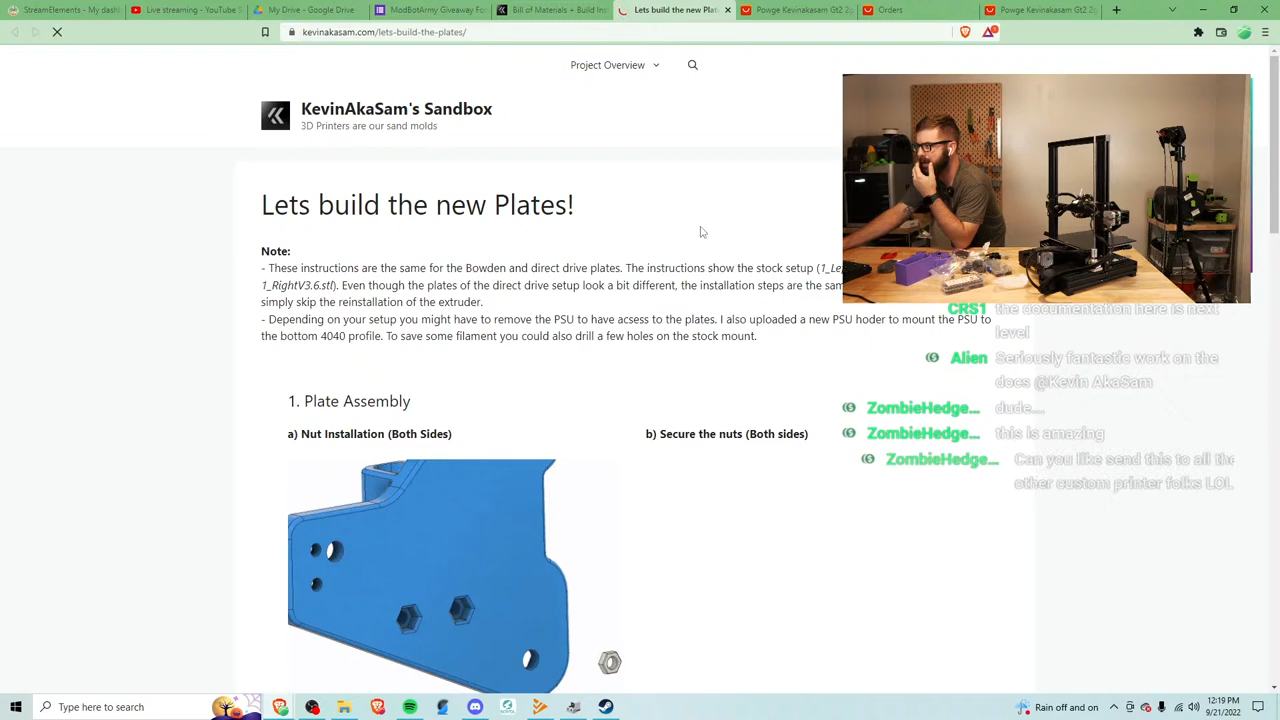 StreamElements - My dashl
Live streaming - YouTube S
My Drive - Google Drive
ModBotArmy Giveaway - M
Bill of Materials + Build Inst
Lets build the new Plate
Powge Kevinakasam Gt2 2g
Orders
Powge Kevinakasam Gt2 2g
kevinakasam.com/lets-build-the-plates/
Project Overview
KevinAkaSam's Sandbox
3D Printers are our sand molds
Lets build the new Plates!
Note:
- These instructions are the same for the Bowden and direct drive plates. The instructions show the stock setup (1_Le
1_RightV3.6.stl). Even though the plates of the direct drive setup look a bit different, the installation steps are the sam
simply skip the reinstallation of the extruder.
- Depending on your setup you might have to remove the PSU to have acsess to the plates. I also uploaded a new PSU hoder to mount the PSU to
the bottom 4040 profile. To save some filament you could also drill a few holes on the stock mount.
CRS1 the documentation here is next
level
Alien Seriously fantastic work on the
docs @Kevin AkaSam
ZombieHedge... dude....
ZombieHedge... this is amazing
ZombieHedge... Can you like send this to all the
other custom printer folks LOL
1. Plate Assembly
a) Nut Installation (Both Sides)
b) Secure the nuts (Both sides)
Type here to search
Rain off and on
12:19 PM
9/21/2022